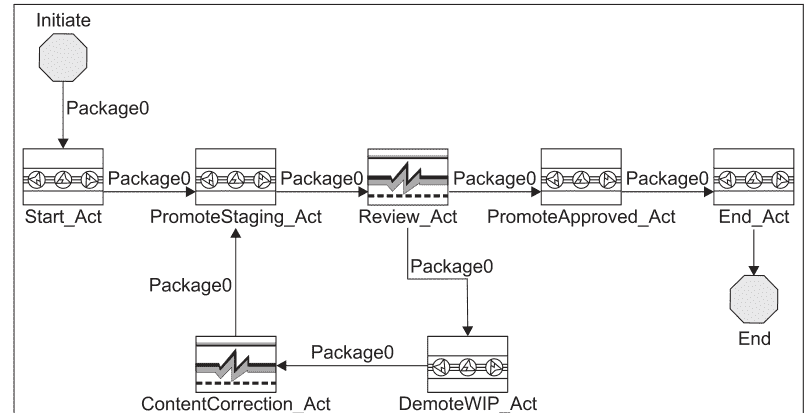 Initiate
Package0
Package0 Package0 Package0 Package0
Start_Act PromoteStaging_Act Review_Act PromoteApproved_Act End_Act
Package0
Package0
End
Package0
ContentCorrection_Act DemoteWIP_Act